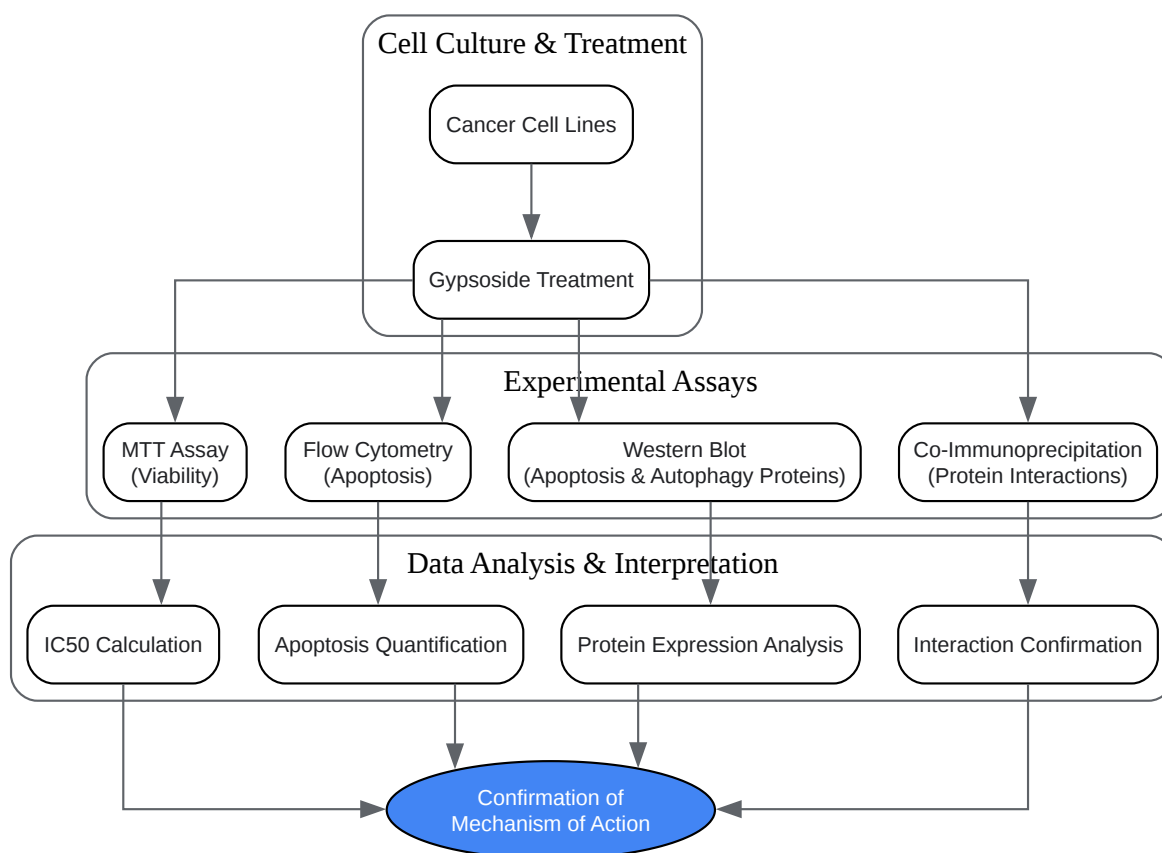 Cell Culture & Treatment
Cancer Cell Lines
Gypsoside Treatment
Experimental Assays
MTT Assay
(Viability)
Flow Cytometry
(Apoptosis)
Western Blot
(Apoptosis & Autophagy Proteins)
Co-Immunoprecipitation
(Protein Interactions)
Data Analysis & Interpretation
IC50 Calculation
Apoptosis Quantification
Protein Expression Analysis
Interaction Confirmation
Confirmation of
Mechanism of Action